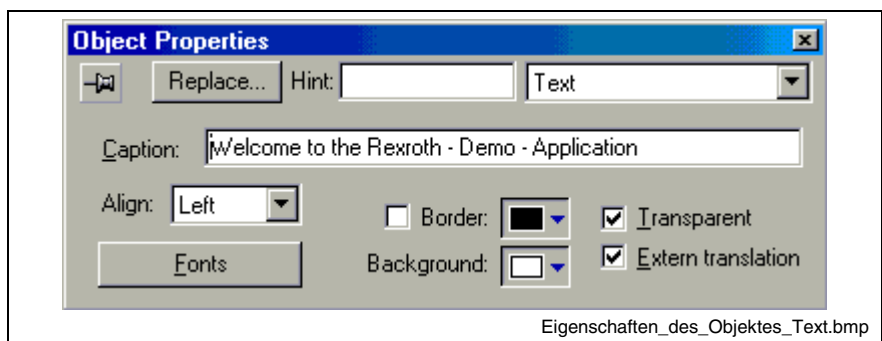 Object Properties
Replace... Hint: Text
Caption: Welcome to the Rexroth - Demo - Application
Align: Left
Border: Transparent
Fonts Background: Extern translation
Eigenschaften_des_Objektes_Text.bmp